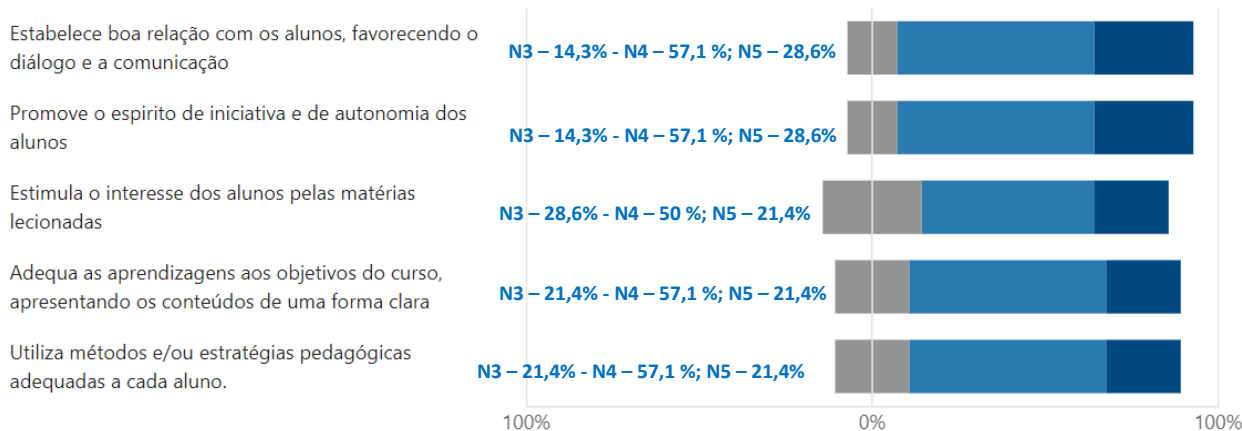 Estabelece boa relação com os alunos, favorecendo o
diálogo e a comunicação
N3 – 14,3% - N4 – 57,1 %; N5 – 28,6%
Promove o espirito de iniciativa e de autonomia dos
alunos
N3 – 14,3% - N4 – 57,1 %; N5 – 28,6%
Estimula o interesse dos alunos pelas matérias
lecionadas
N3 – 28,6% - N4 – 50 %; N5 – 21,4%
Adequa as aprendizagens aos objetivos do curso,
apresentando os conteúdos de uma forma clara
N3 – 21,4% - N4 – 57,1 %; N5 – 21,4%
Utiliza métodos e/ou estratégias pedagógicas
adequadas a cada aluno.
N3 – 21,4% - N4 – 57,1 %; N5 – 21,4%
100% 0% 100%